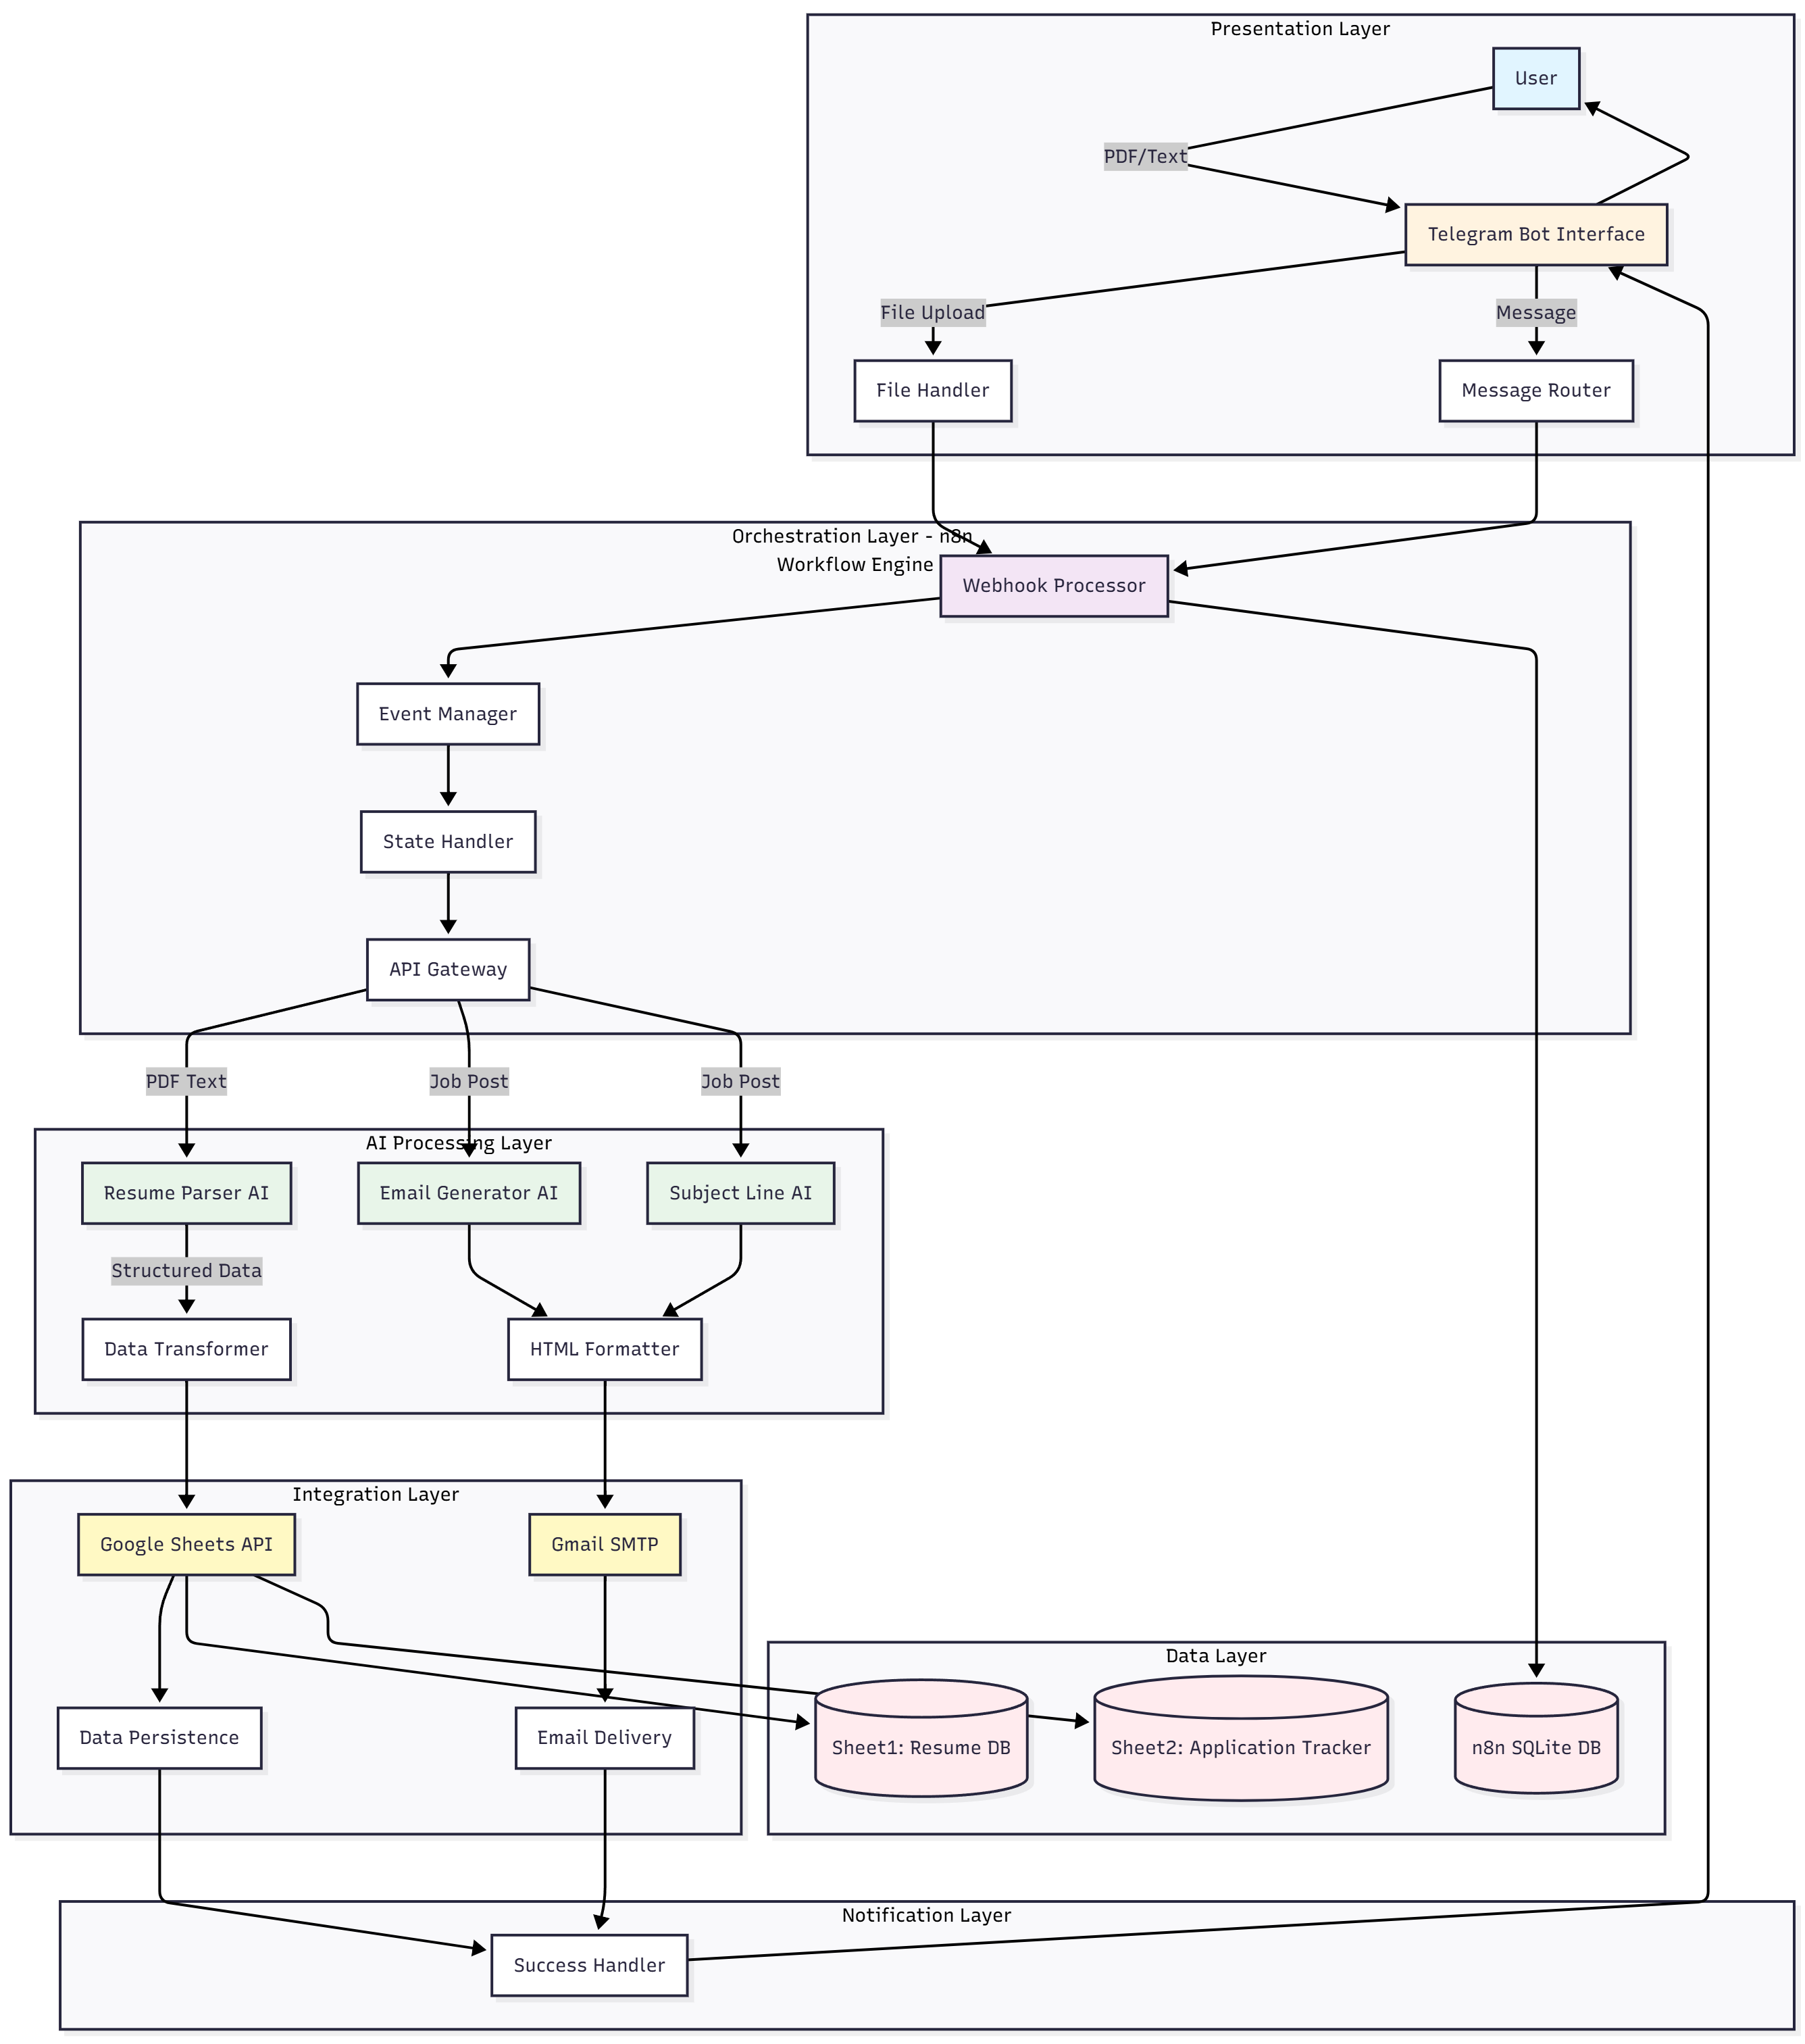 Presentation Layer
User
PDF/Text
Telegram Bot Interface
File Upload
Message
File Handler
Message Router
Orchestration Layer - n8n
Workflow Engine
Webhook Processor
Event Manager
State Handler
API Gateway
PDF Text
Job Post
Job Post
AI Processing Layer
Resume Parser AI
Email Generator AI
Subject Line AI
Structured Data
Data Transformer
HTML Formatter
Integration Layer
Google Sheets API
Gmail SMTP
Data Layer
Data Persistence
Email Delivery
Sheet1: Resume DB
Sheet2: Application Tracker
n8n SQLite DB
Notification Layer
Success Handler